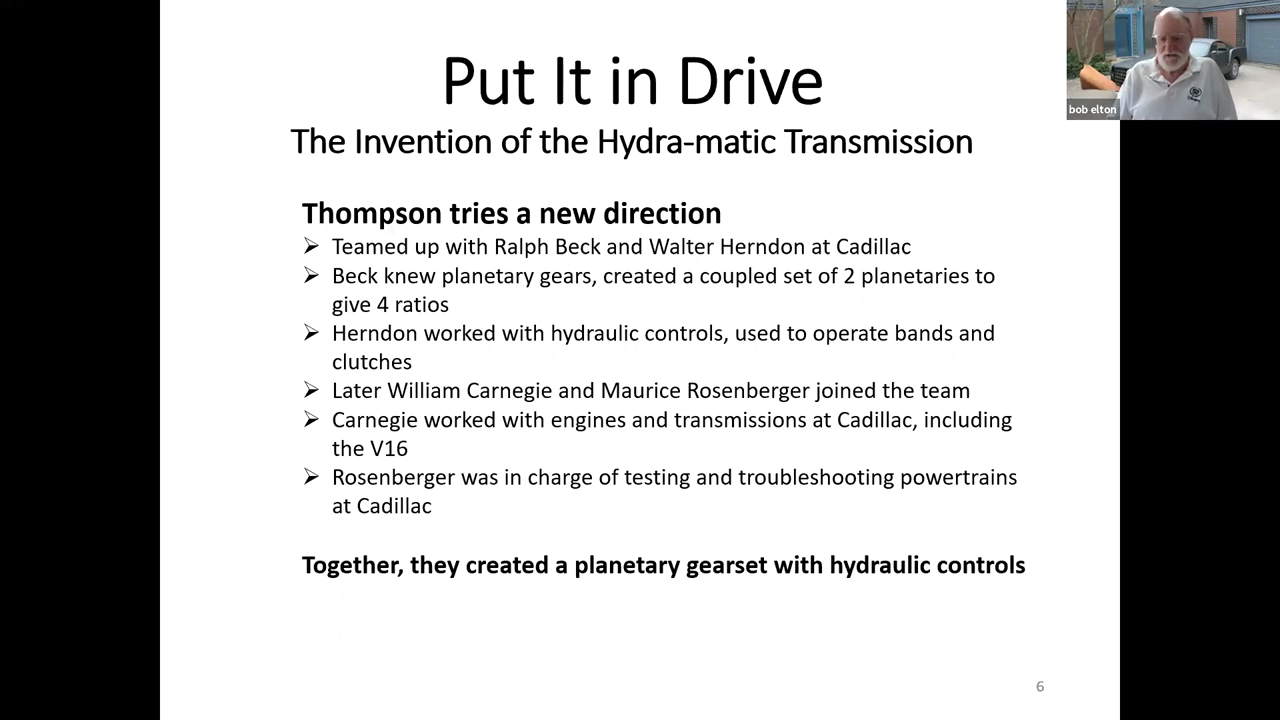 Put It in Drive
The Invention of the Hydra-matic Transmission
bob elton
Thompson tries a new direction
Teamed up with Ralph Beck and Walter Herndon at Cadillac
Beck knew planetary gears, created a coupled set of 2 planetaries to
give 4 ratios
Herndon worked with hydraulic controls, used to operate bands and
clutches
Later William Carnegie and Maurice Rosenberger joined the team
Carnegie worked with engines and transmissions at Cadillac, including
the V16
Rosenberger was in charge of testing and troubleshooting powertrains
at Cadillac
Together, they created a planetary gearset with hydraulic controls
6